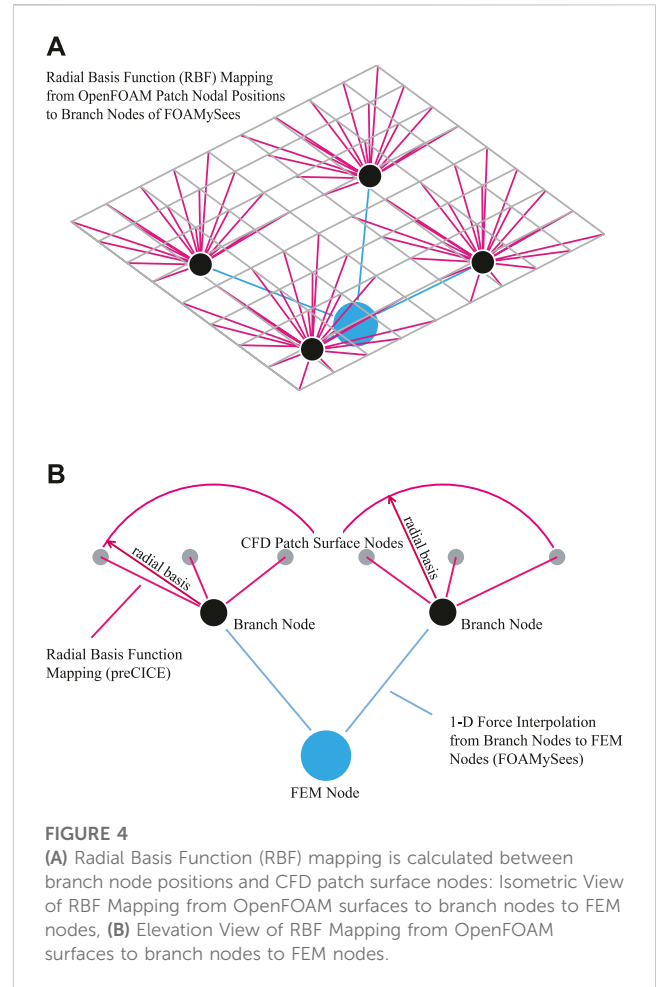 A
Radial Basis Function (RBF) Mapping
from OpenFOAM Patch Nodal Positions
to Branch Nodes of FOAMySees
B
CFD Patch Surface Nodes
radial basis
radial basis
Branch Node
Branch Node
Radial Basis Function
Mapping (preCICE)
1-D Force Interpolation
from Branch Nodes to FEM
Nodes (FOAMySees)
FEM Node
FIGURE 4
(A) Radial Basis Function (RBF) mapping is calculated between
branch node positions and CFD patch surface nodes: Isometric View
of RBF Mapping from OpenFOAM surfaces to branch nodes to FEM
nodes, (B) Elevation View of RBF Mapping from OpenFOAM
surfaces to branch nodes to FEM nodes.